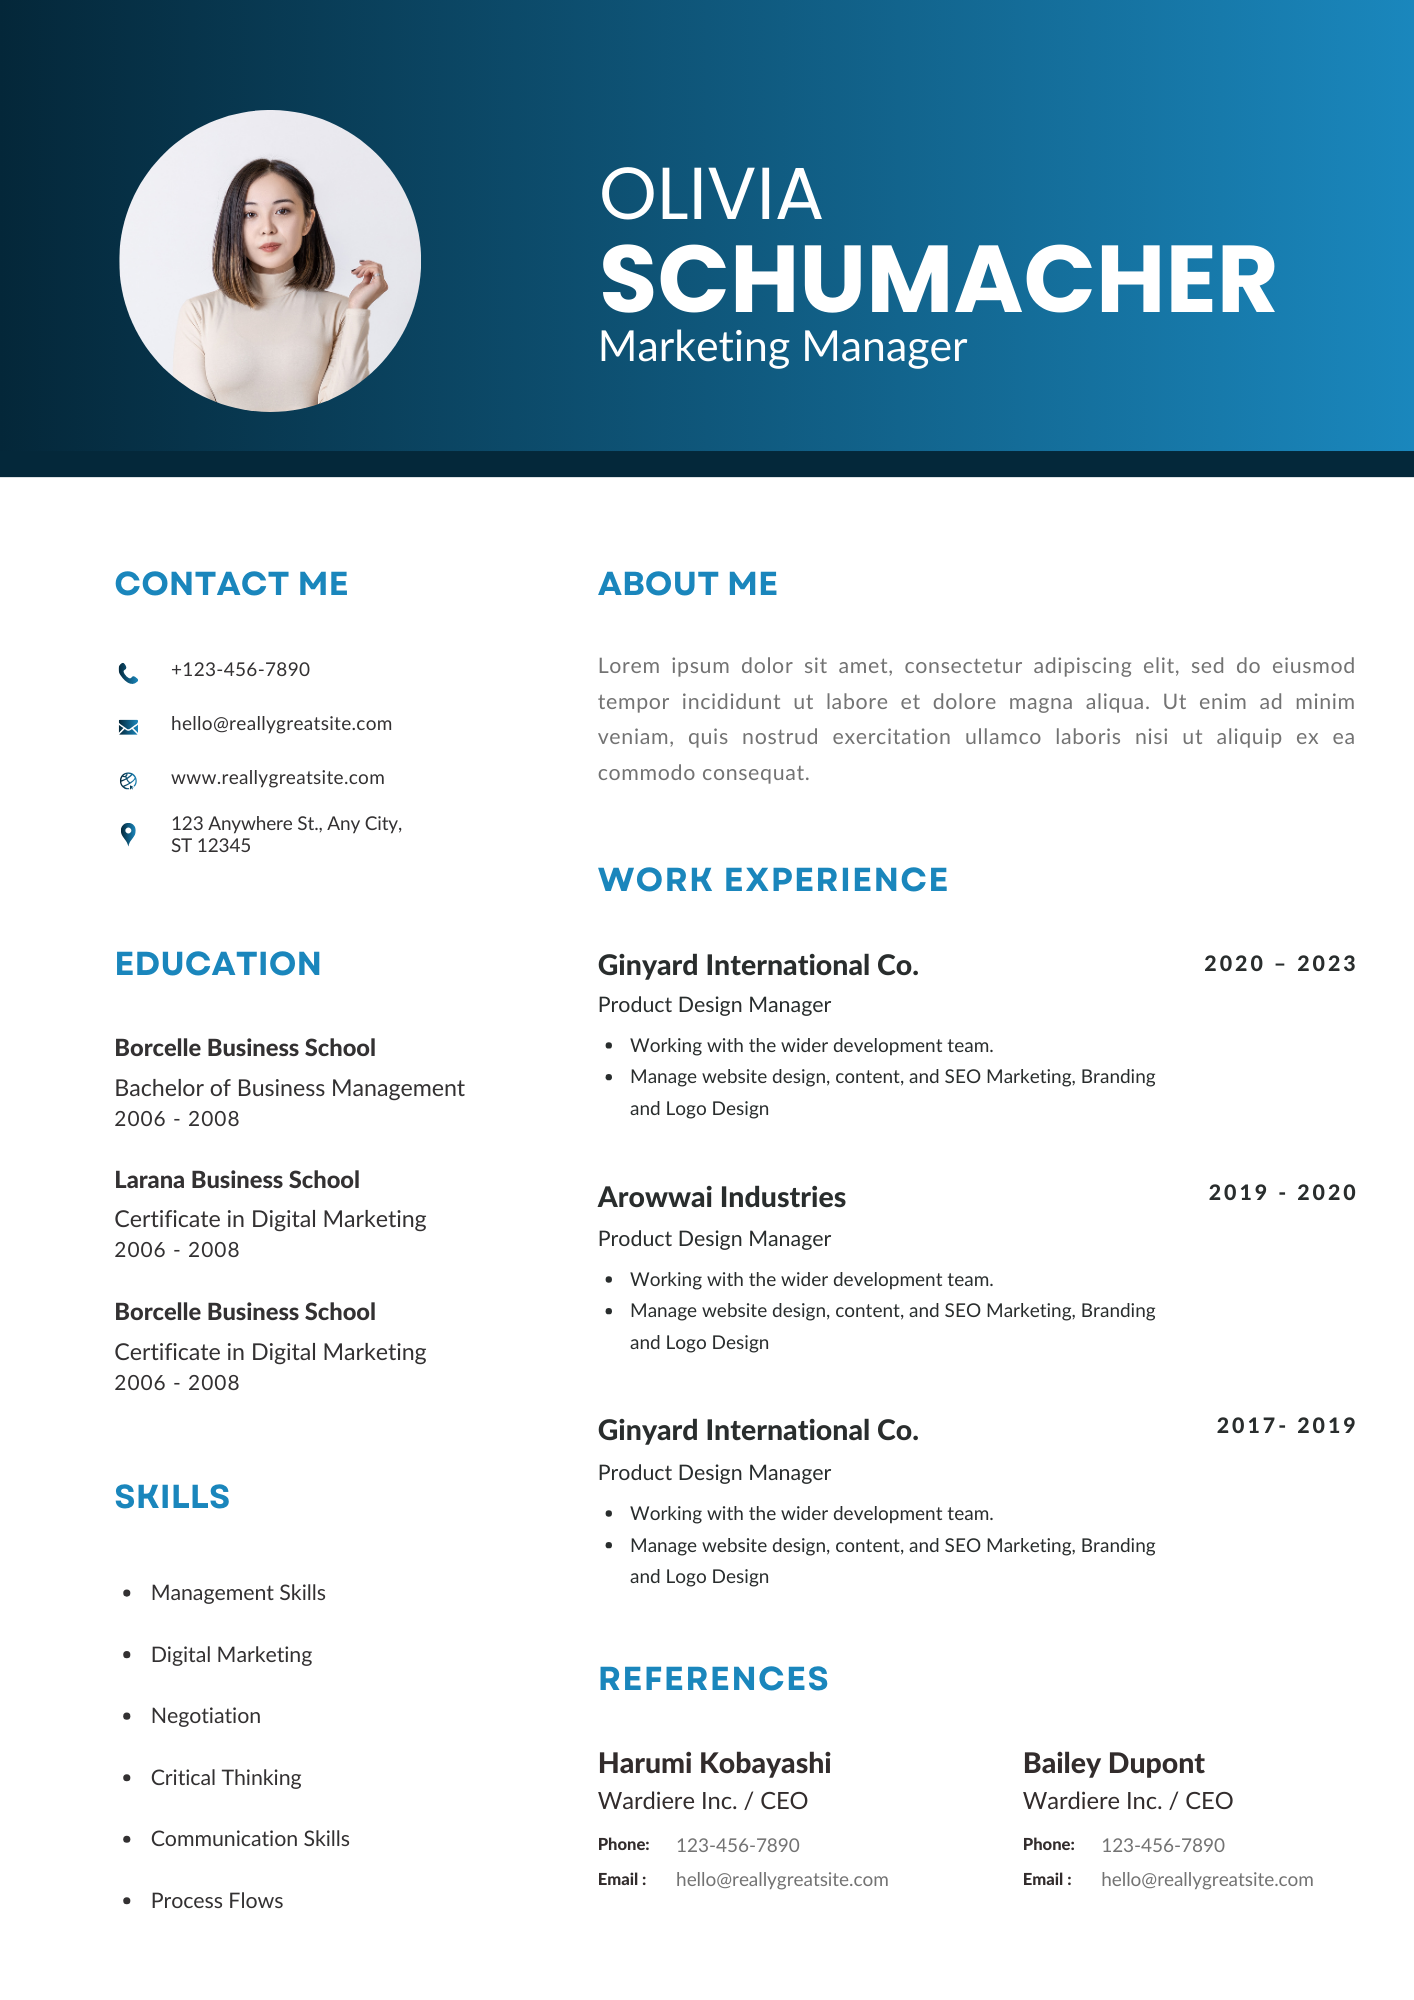 OLIVIA
SCHUMACHER
Marketing Manager
CONTACT ME
+123-456-7890
hello@reallygreatsite.com
www.reallygreatsite.com
123 Anywhere St., Any City,
ST 12345
EDUCATION
Borcelle Business School
Bachelor of Business Management
2006 - 2008
Larana Business School
Certificate in Digital Marketing
2006 - 2008
Borcelle Business School
Certificate in Digital Marketing
2006 - 2008
SKILLS
• Management Skills
• Digital Marketing
• Negotiation
• Critical Thinking
• Communication Skills
• Process Flows
ABOUT ME
Lorem ipsum dolor sit amet, consectetur adipiscing elit, sed do eiusmod
tempor incididunt ut labore et dolore magna aliqua. Ut enim ad minim
veniam, quis nostrud exercitation ullamco laboris nisi ut aliquip ex ea
commodo consequat.
WORK EXPERIENCE
Ginyard International Co. 2020 – 2023
Product Design Manager
• Working with the wider development team.
• Manage website design, content, and SEO Marketing, Branding
and Logo Design
Arowwai Industries 2019 - 2020
Product Design Manager
• Working with the wider development team.
• Manage website design, content, and SEO Marketing, Branding
and Logo Design
Ginyard International Co. 2017- 2019
Product Design Manager
• Working with the wider development team.
• Manage website design, content, and SEO Marketing, Branding
and Logo Design
REFERENCES
Harumi Kobayashi
Wardiere Inc. / CEO
Phone: 123-456-7890
Email : hello@reallygreatsite.com
Bailey Dupont
Wardiere Inc. / CEO
Phone: 123-456-7890
Email : hello@reallygreatsite.com